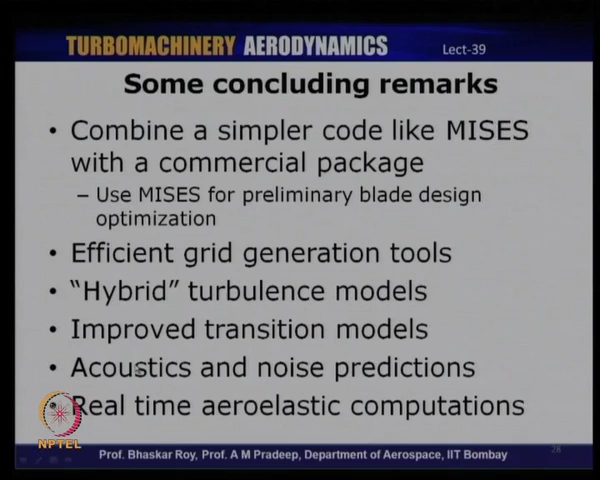 TURBOMACHINERY AERODYNAMICS Lect-39
Some concluding remarks
• Combine a simpler code like MISES
with a commercial package
– Use MISES for preliminary blade design
optimization
• Efficient grid generation tools
• “Hybrid” turbulence models
• Improved transition models
• Acoustics and noise predictions
Real time aeroelastic computations
NPTEL
Prof. Bhaskar Roy, Prof. A M Pradeep, Department of Aerospace, IIT Bombay
28